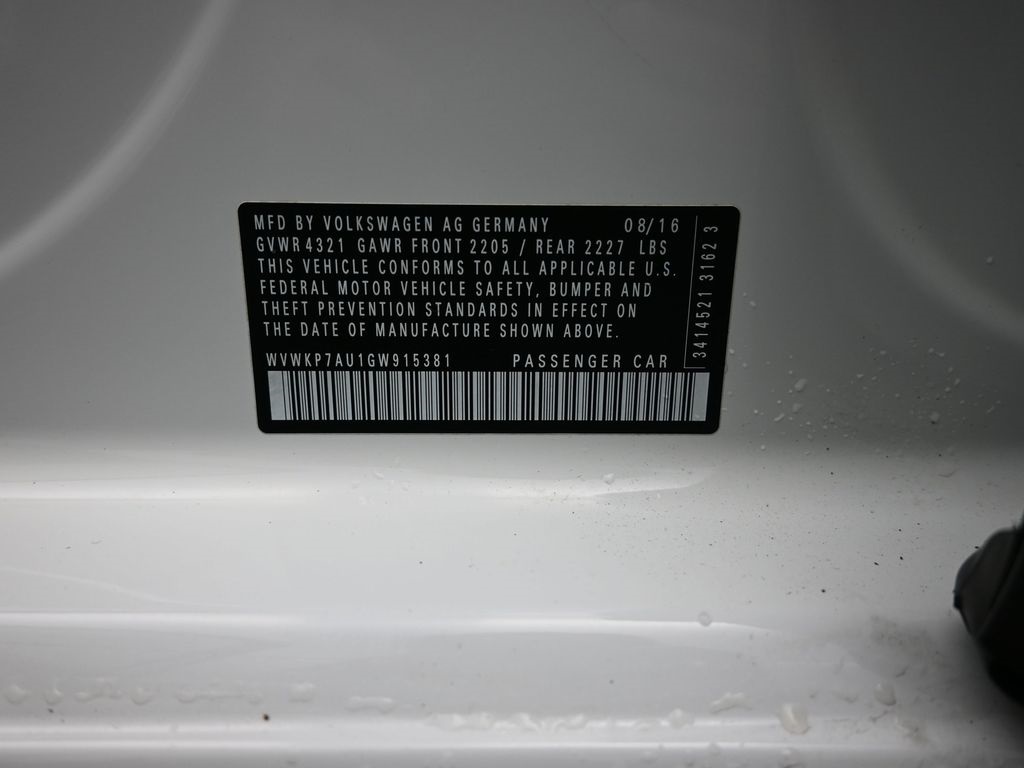 MFD BY VOLKSWAGEN AG GERMANY 08/16
GVWR 4321 GAWR FRONT 2205 / REAR 2227 LBS
THIS VEHICLE CONFORMS TO ALL APPLICABLE U.S.
FEDERAL MOTOR VEHICLE SAFETY, BUMPER AND
THEFT PREVENTION STANDARDS IN EFFECT ON
THE DATE OF MANUFACTURE SHOWN ABOVE.
WVWKP7AU1GW915381 PASSENGER CAR
3414521 3162 3